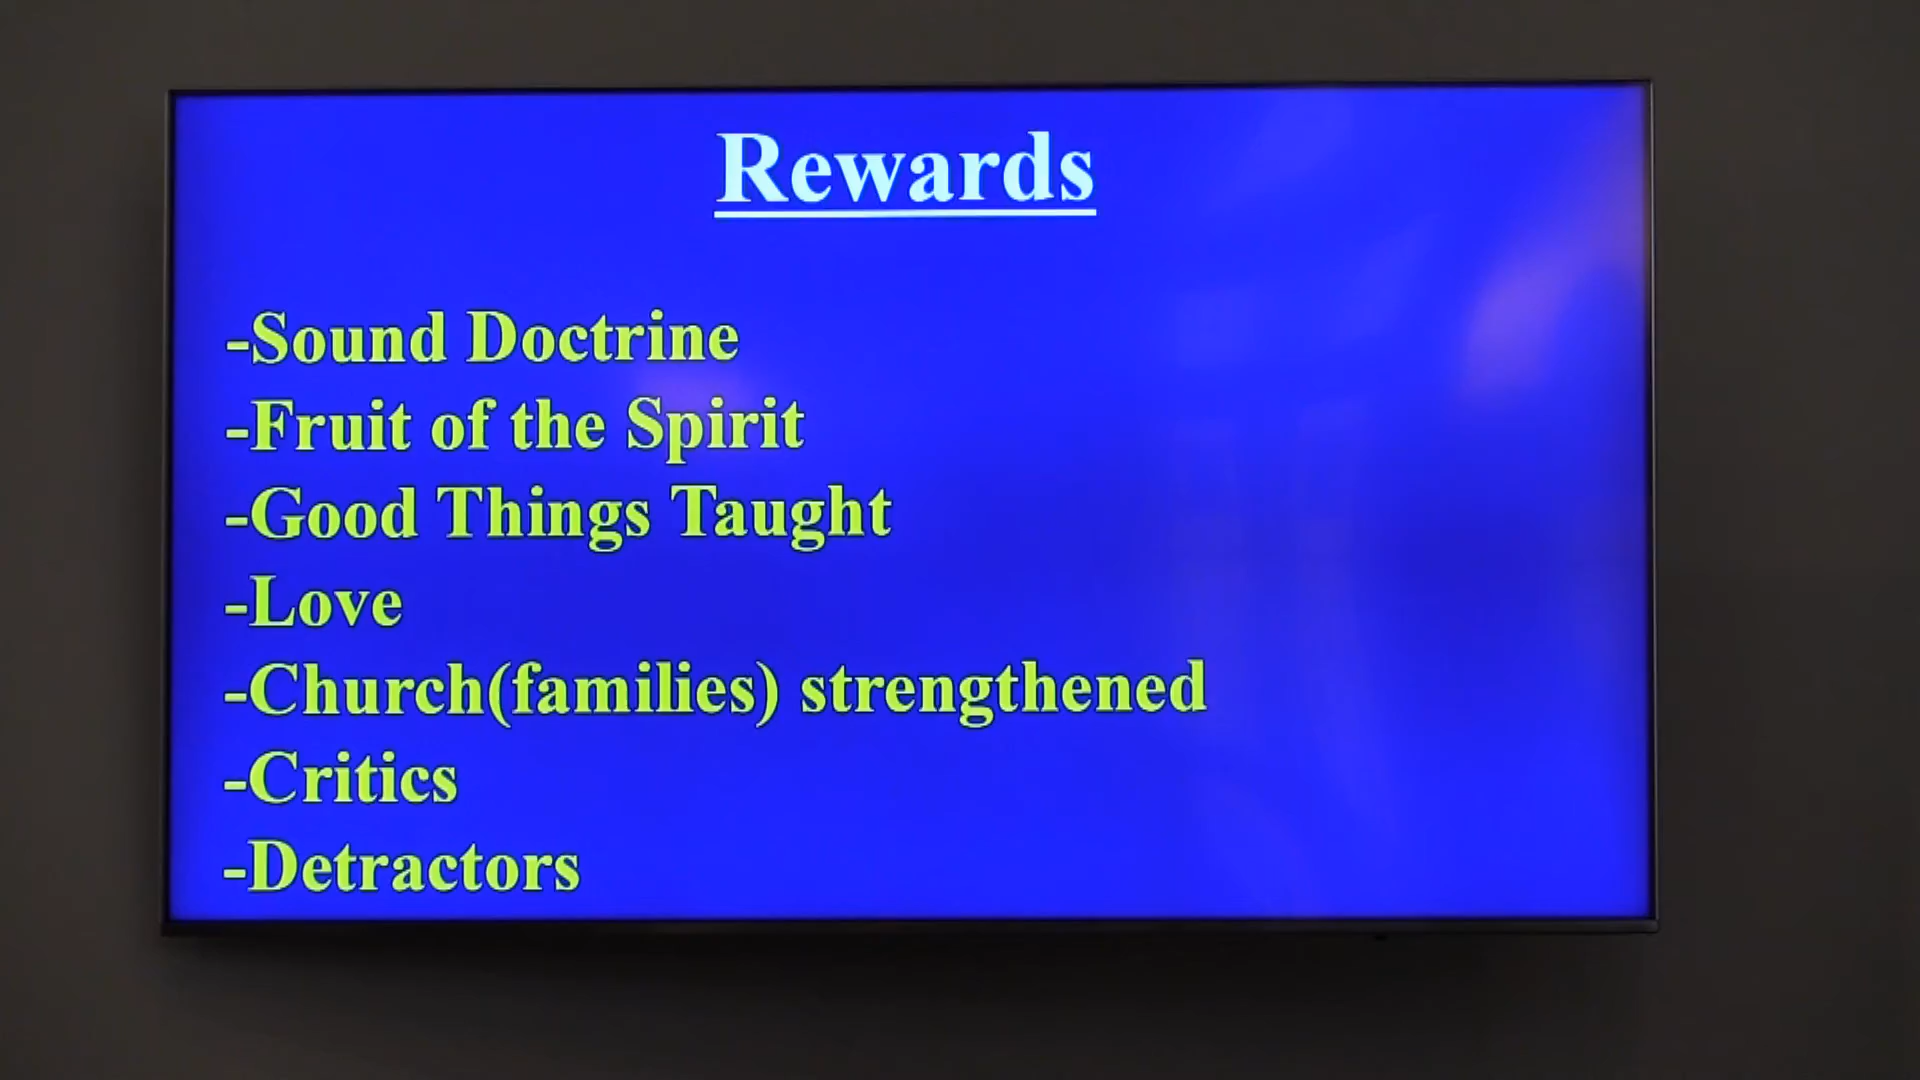 Rewards
-Sound Doctrine
-Fruit of the Spirit
-Good Things Taught
-Love
-Church(families) strengthened
-Critics
-Detractors